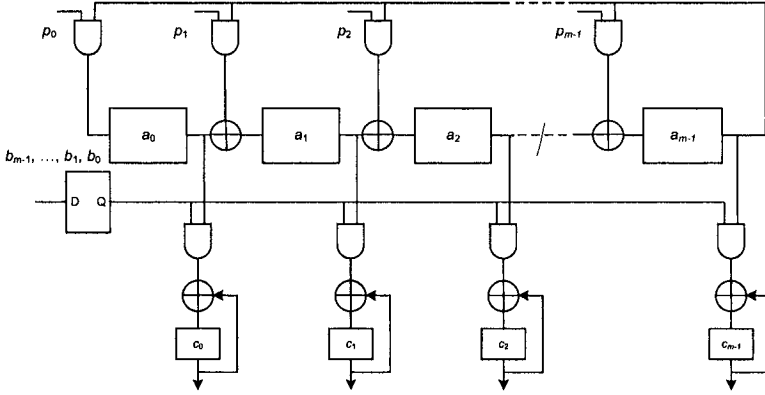 p₀ p₁ p₂ pₘ₋₁
a₀ a₁ a₂ aₘ₋₁
bₘ₋₁, ..., b₁, b₀
D Q
c₀ c₁ c₂ cₘ₋₁